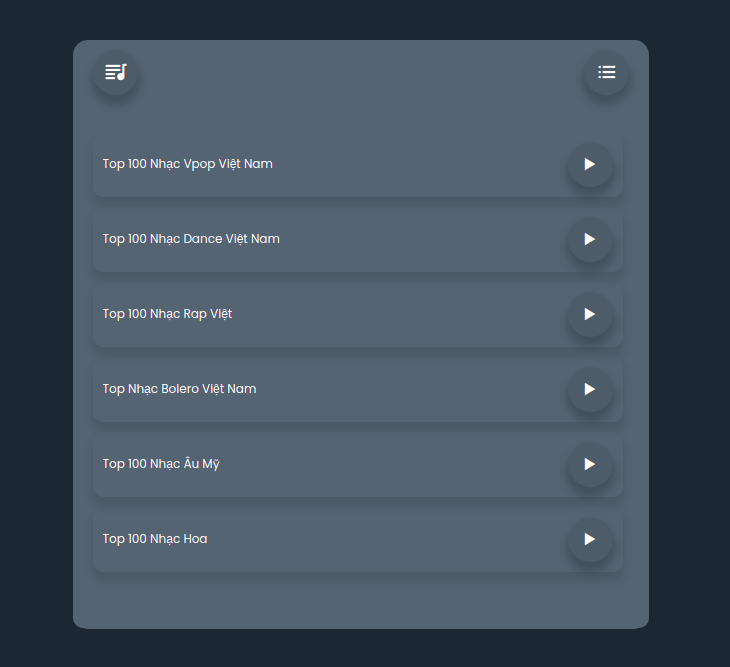 Top 100 Nhạc Vpop Việt Nam
Top 100 Nhạc Dance Việt Nam
Top 100 Nhạc Rap Việt
Top Nhạc Bolero Việt Nam
Top 100 Nhạc Âu Mỹ
Top 100 Nhạc Hoa